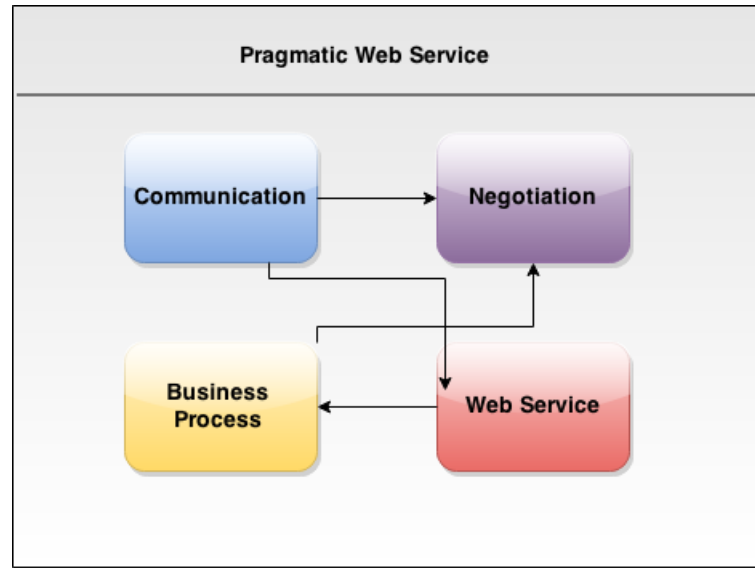 Pragmatic Web Service
Communication
Negotiation
Business
Process
Web Service